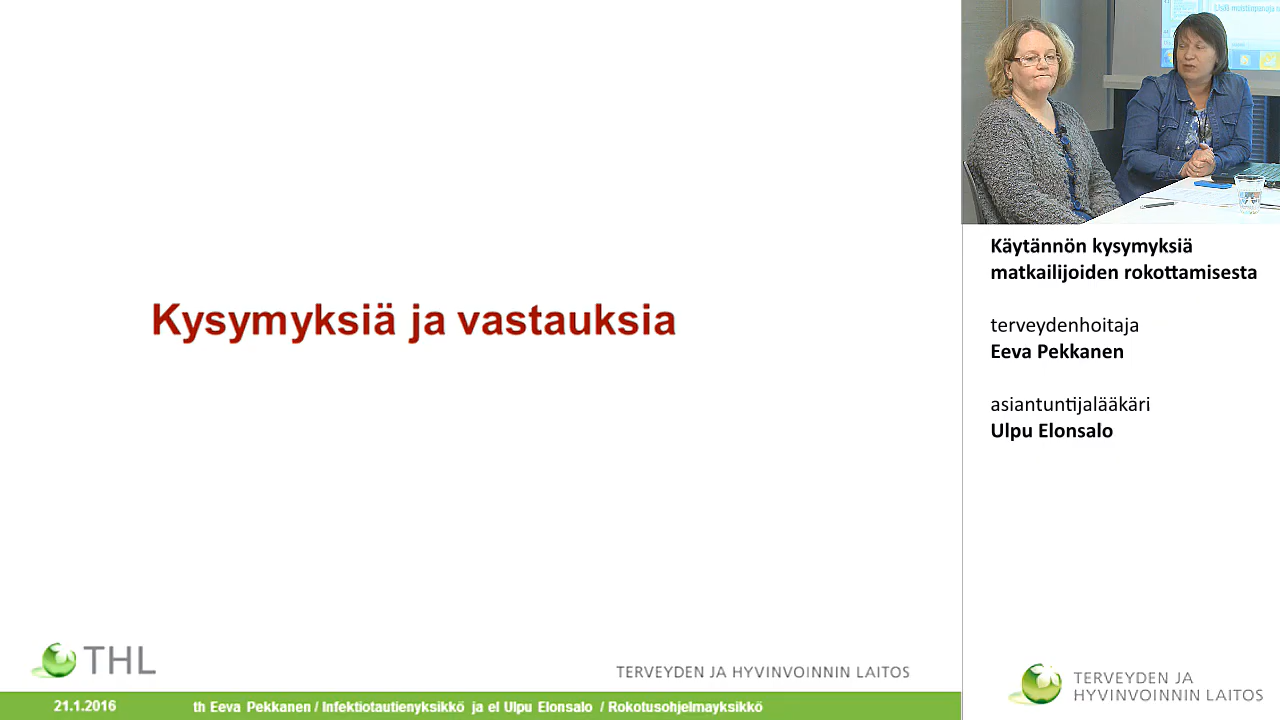 Kysymyksiä ja vastauksia
THL
TERVEYDEN JA HYVINVOINNIN LAITOS
21.1.2016
th Eeva Pekkanen / Infektiotautienyksikkö ja el Ulpu Elonsalo / Rokotusohjelmayksikkö
Käytännön kysymyksiä
matkailijoiden rokottamisesta
terveydenhoitaja
Eeva Pekkanen
asiantuntijalääkäri
Ulpu Elonsalo
TERVEYDEN JA
HYVINVOINNIN LAITOS